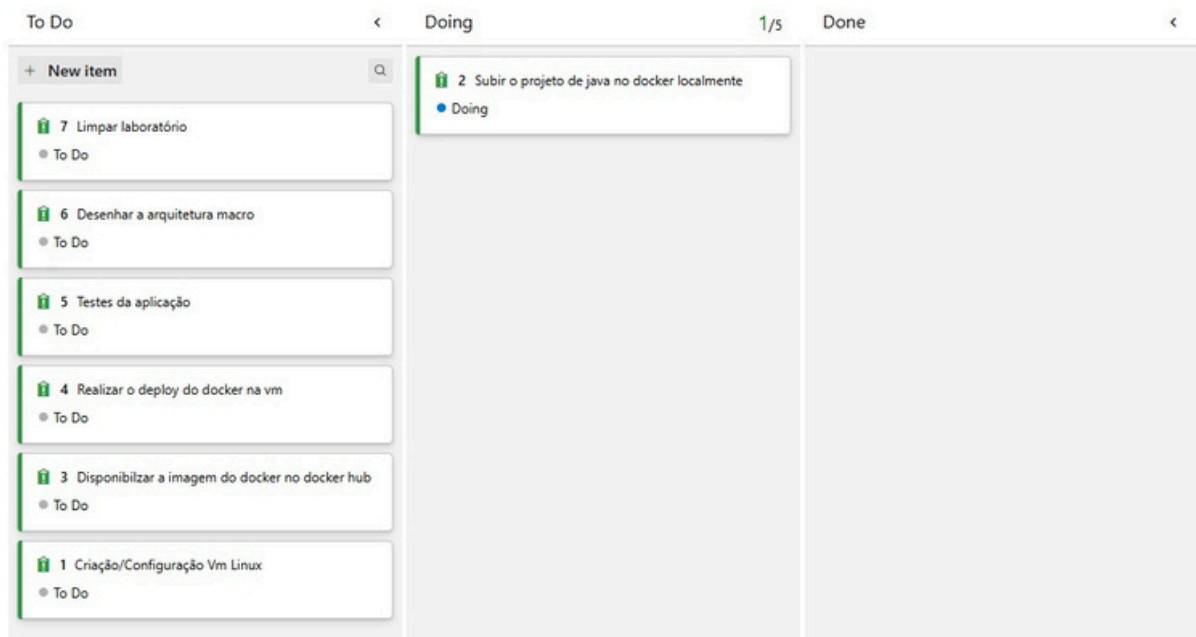 To Do
+ New item
7 Limpar laboratório
To Do
6 Desenhar a arquitetura macro
To Do
5 Testes da aplicação
To Do
4 Realizar o deploy do docker na vm
To Do
3 Disponibilzar a imagem do docker no docker hub
To Do
1 Criação/Configuração Vm Linux
To Do
Doing
1/5
2 Subir o projeto de java no docker localmente
Doing
Done